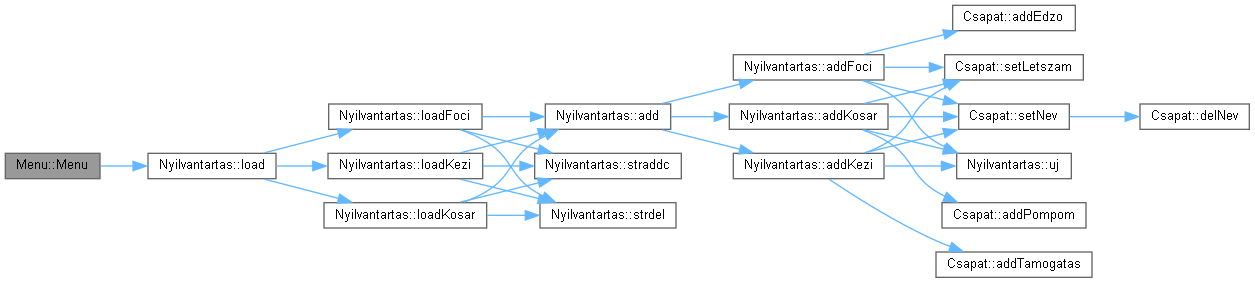 Menu::Menu
Nyilvantartas::load
Nyilvantartas::loadFoci
Nyilvantartas::loadKezi
Nyilvantartas::loadKosar
Nyilvantartas::add
Nyilvantartas::straddc
Nyilvantartas::strdel
Nyilvantartas::addFoci
Nyilvantartas::addKosar
Nyilvantartas::addKezi
Csapat::addEdzo
Csapat::setLetszam
Csapat::setNev
Nyilvantartas::uj
Csapat::addPompom
Csapat::addTamogatas
Csapat::delNev